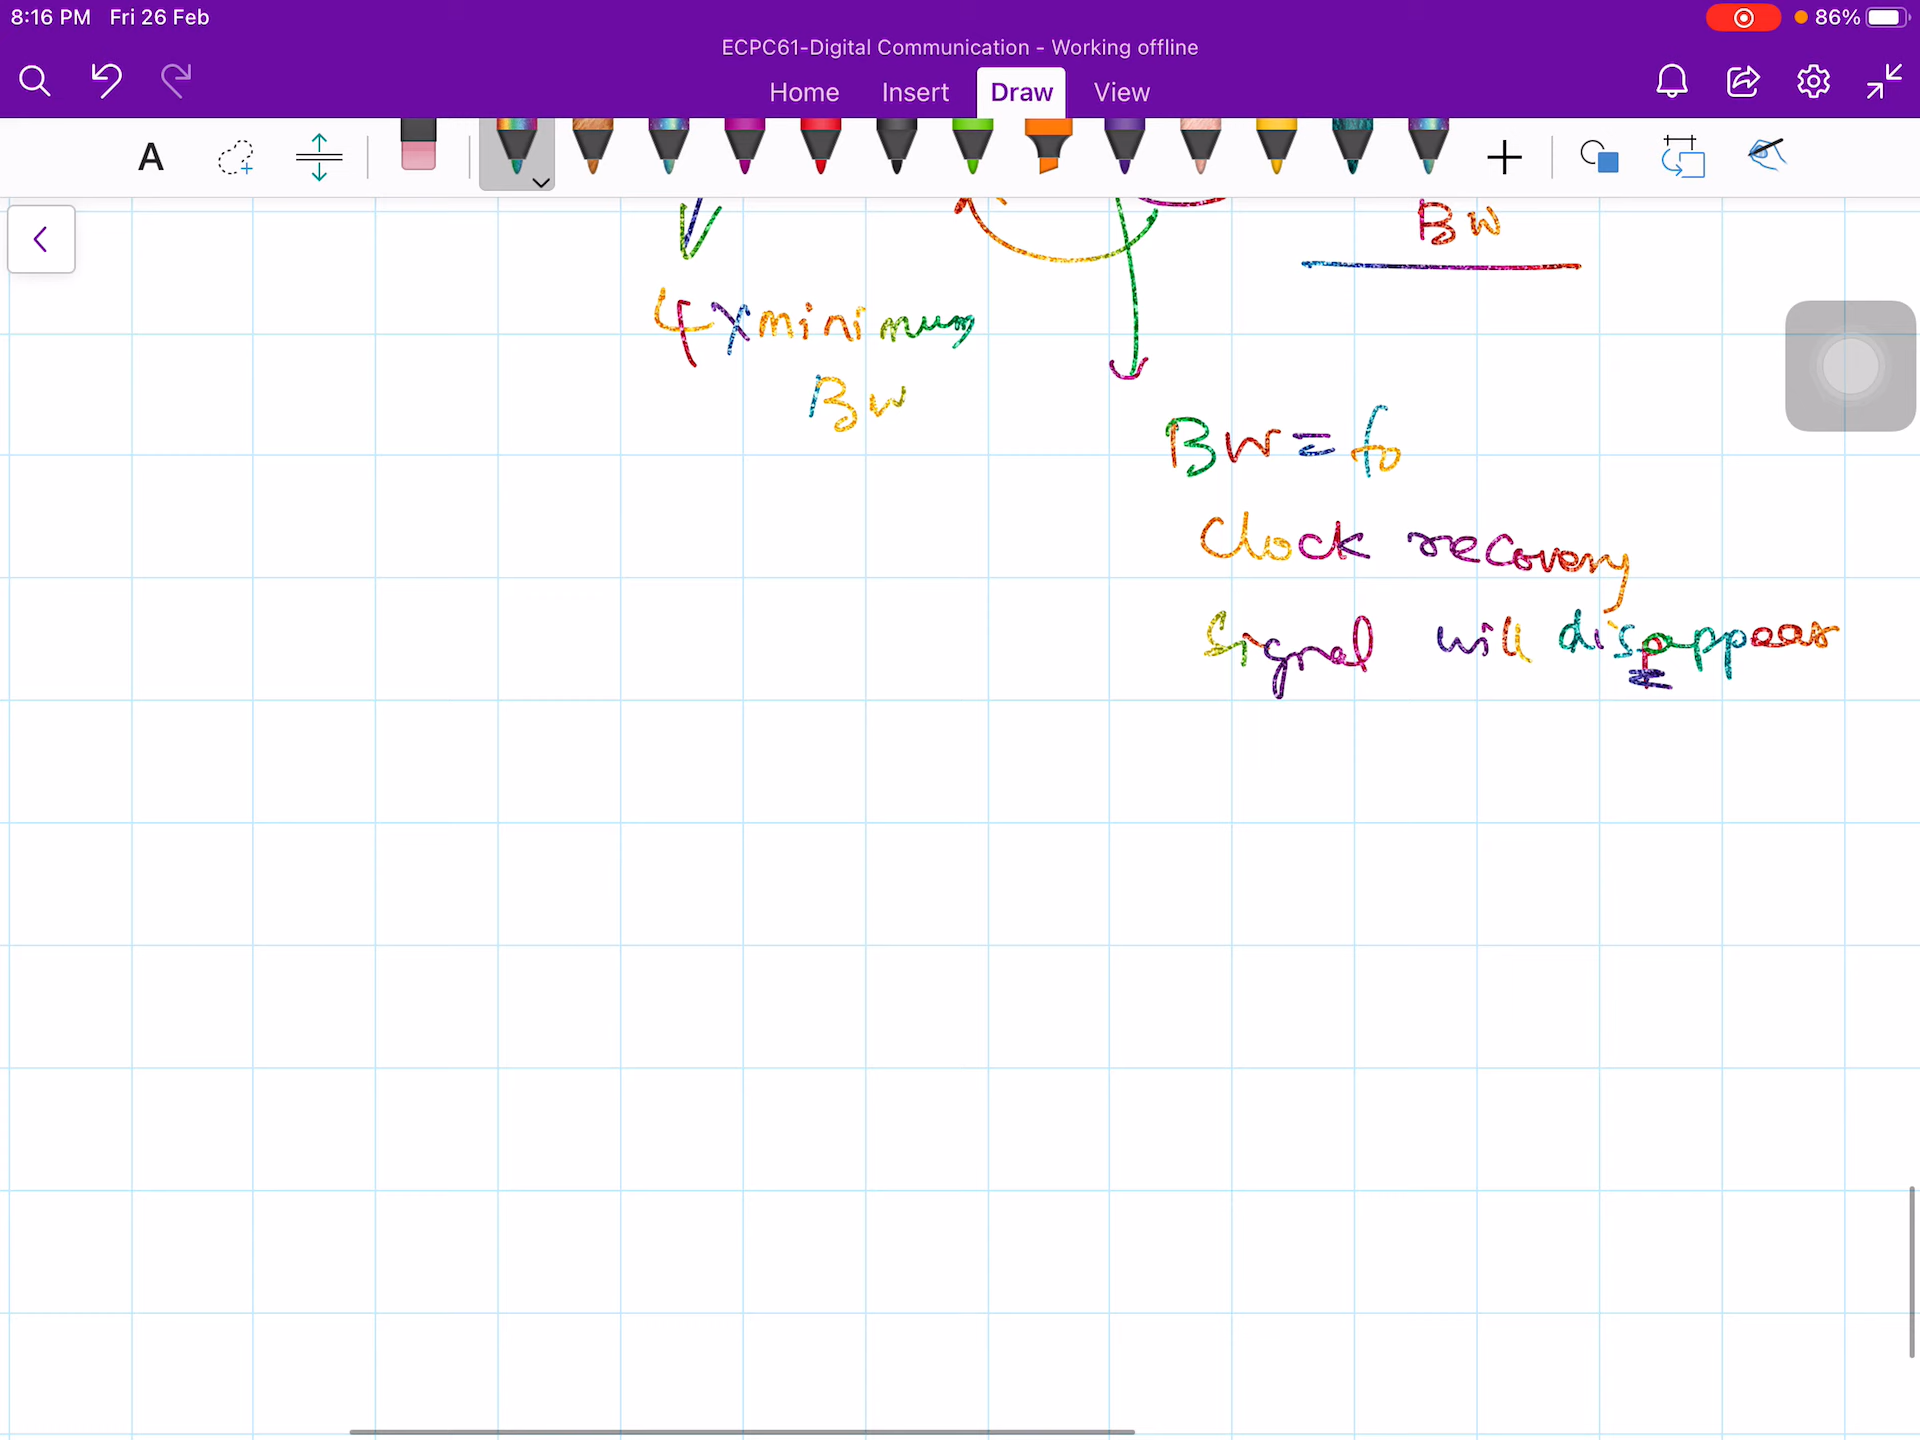 8:16 PM Fri 26 Feb
86%
ECPC61-Digital Communication - Working offline
Home Insert Draw View
A
BW
4 x minimum
BW
BW = fo
Clock recovery
Signal will disappear